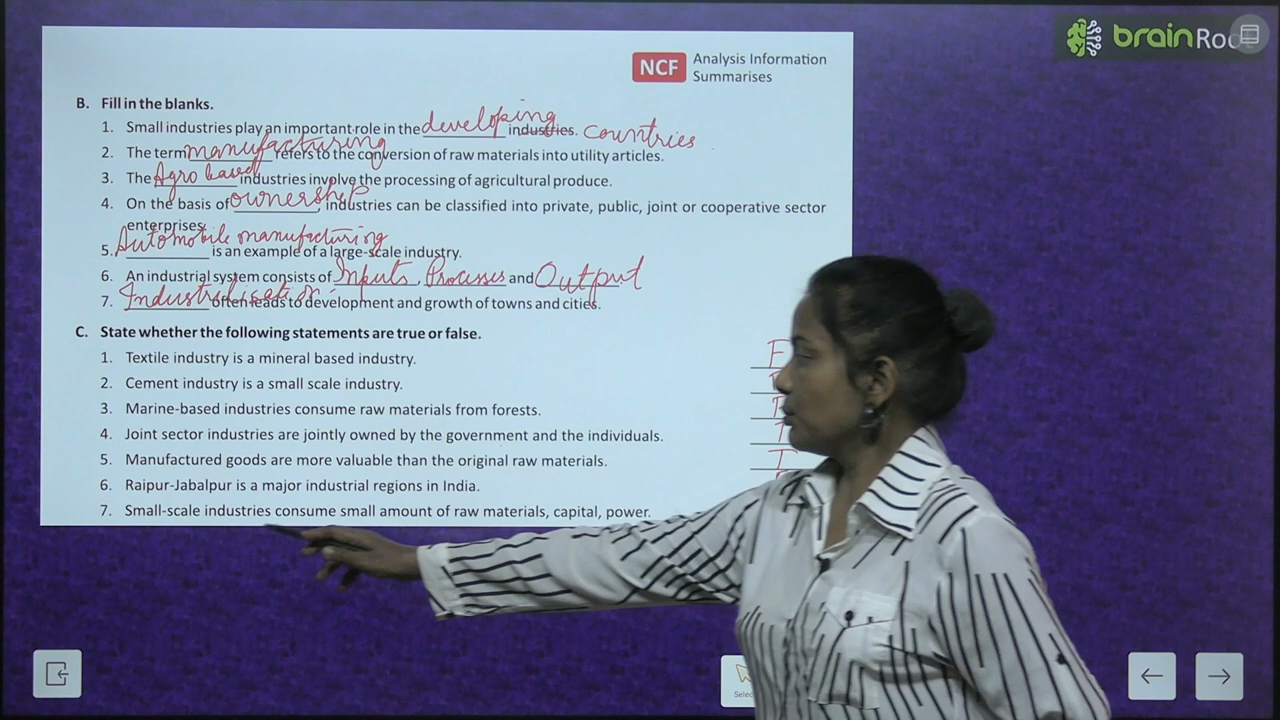 brainRoo
NCF Analysis Information
Summarises
B. Fill in the blanks.
1. Small industries play an important role in the developing industries. countries
2. The term manufacturing refers to the conversion of raw materials into utility articles.
3. The Agro based industries involve the processing of agricultural produce.
4. On the basis of ownership, industries can be classified into private, public, joint or cooperative sector
enterprises.
5. Automobile manufacturing is an example of a large-scale industry.
6. An industrial system consists of Inputs, Processes and Output
7. Industrilisation often leads to development and growth of towns and cities.
C. State whether the following statements are true or false.
1. Textile industry is a mineral based industry. F
2. Cement industry is a small scale industry.
3. Marine-based industries consume raw materials from forests.
4. Joint sector industries are jointly owned by the government and the individuals. T
5. Manufactured goods are more valuable than the original raw materials. T
6. Raipur-Jabalpur is a major industrial regions in India.
7. Small-scale industries consume small amount of raw materials, capital, power.
Selec